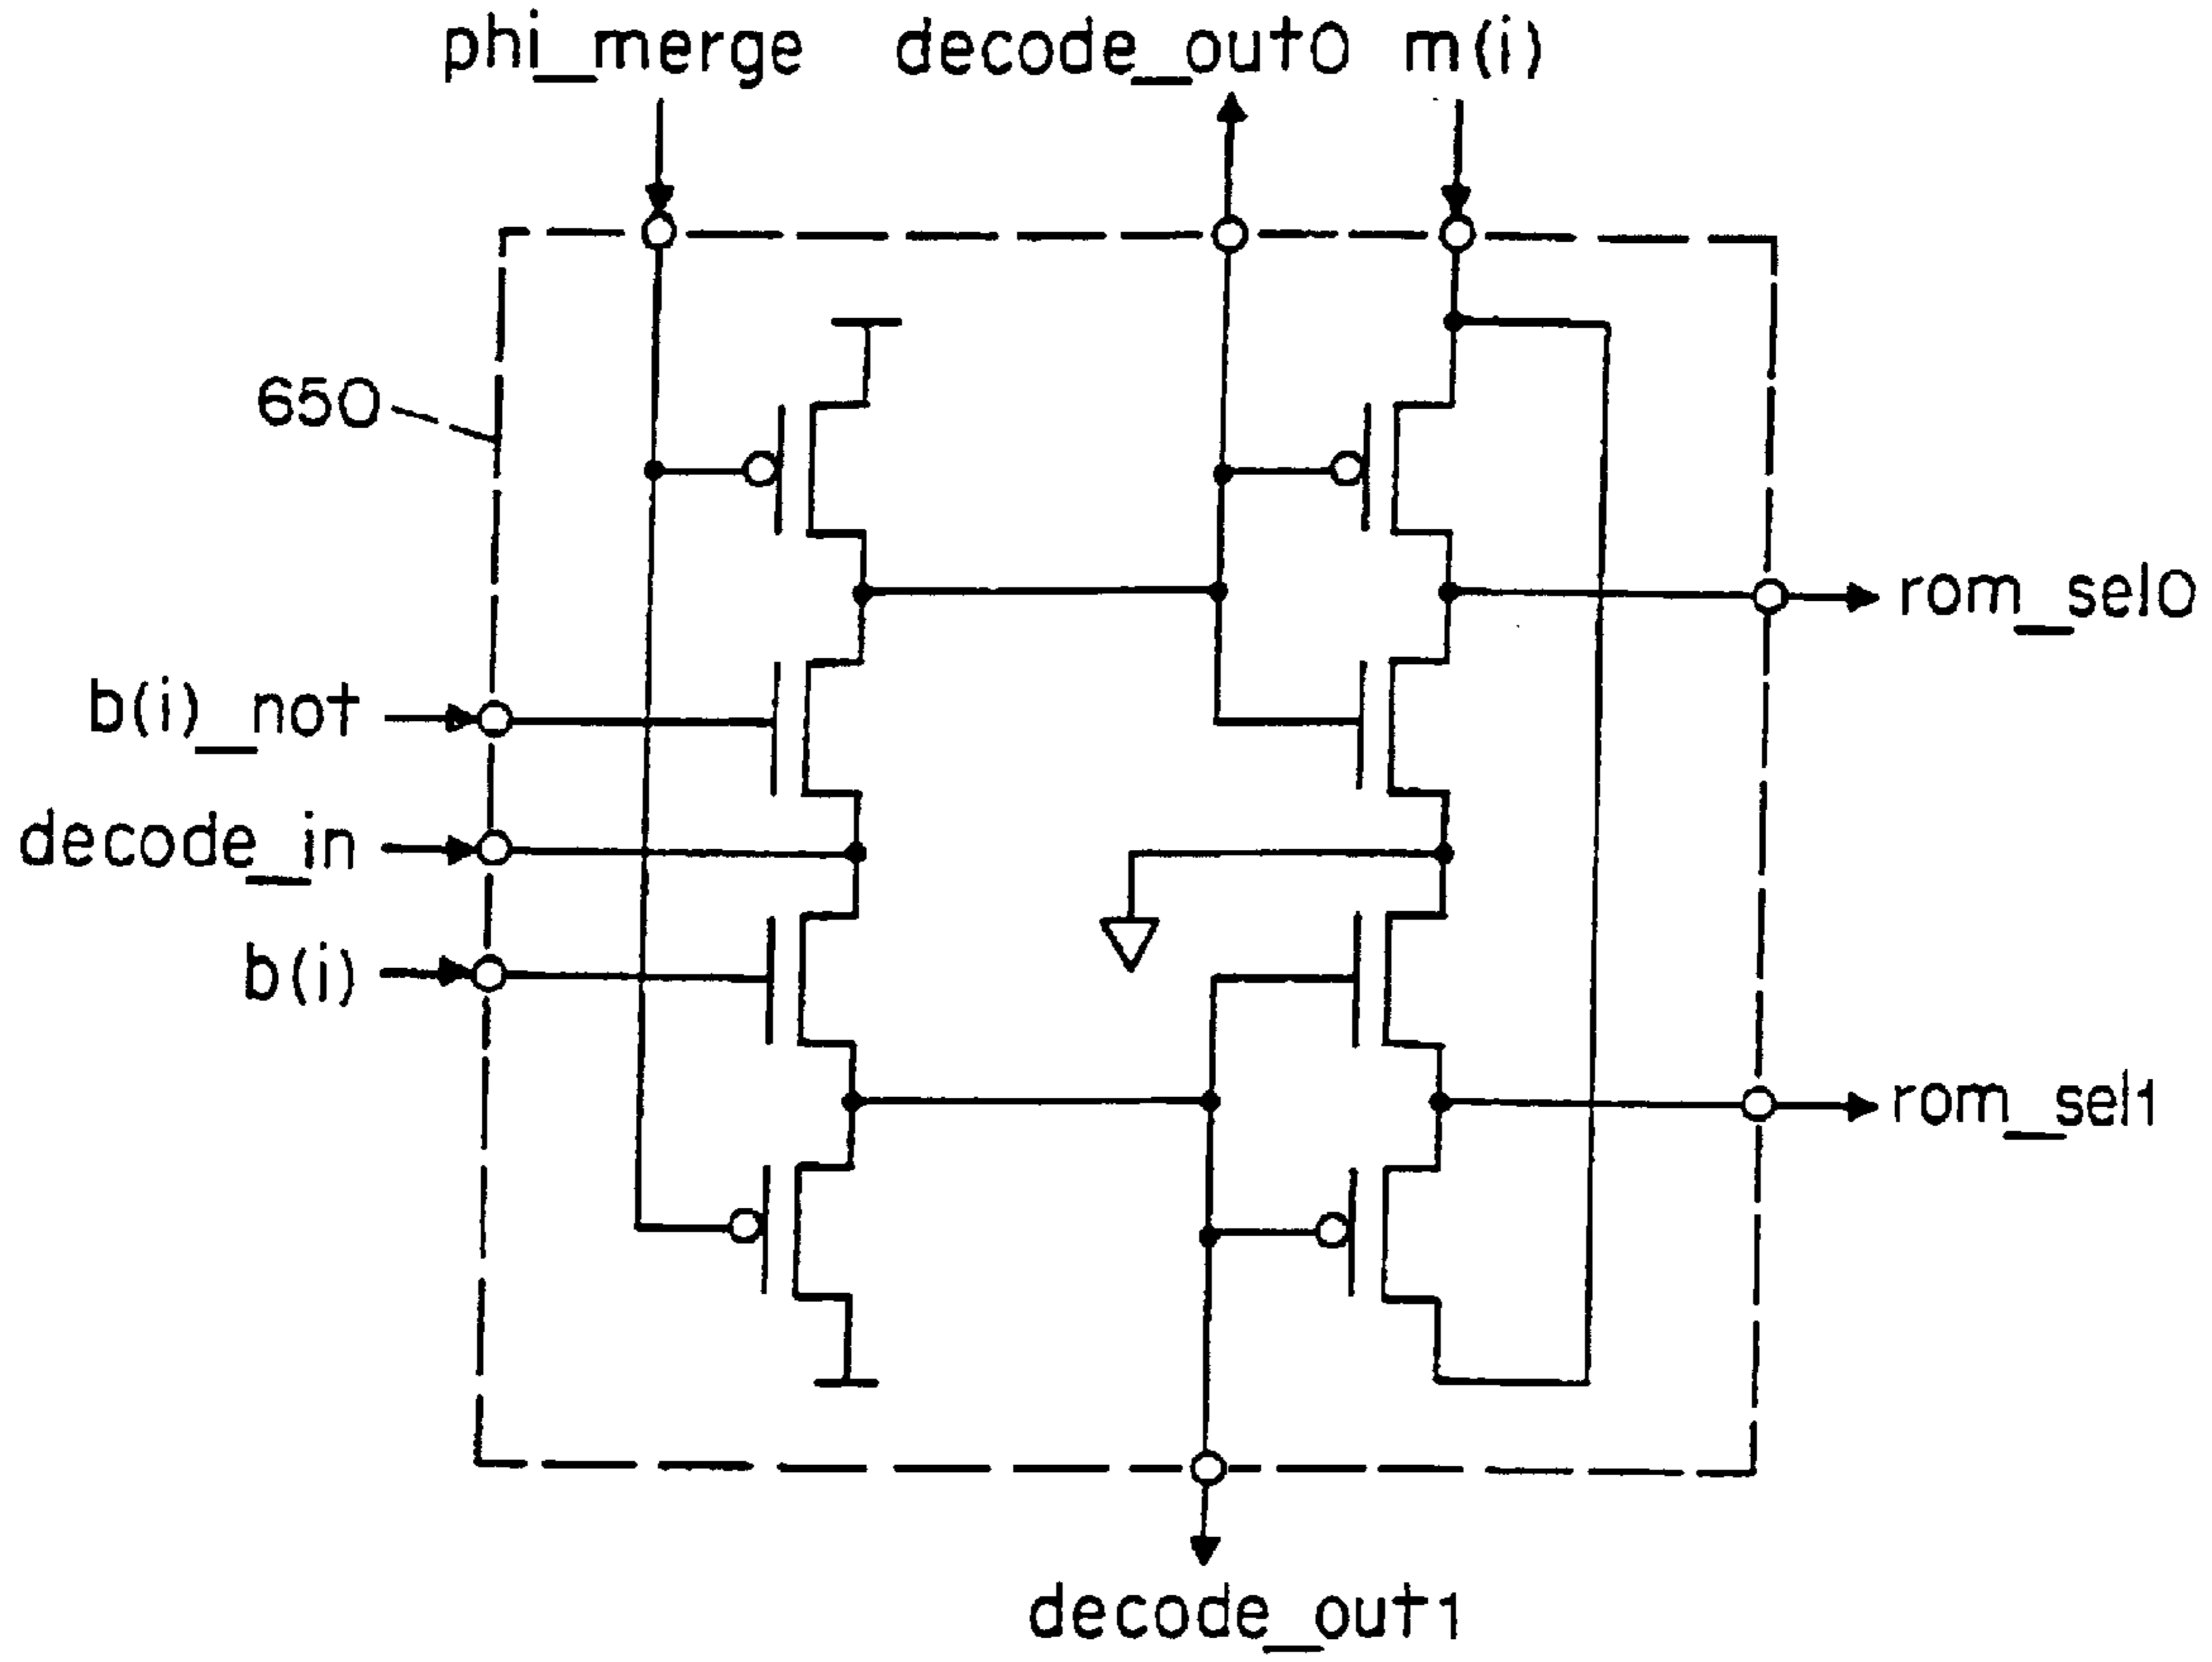 phi_merge decode_out0 m(i)
650
rom_sel0
b(i)_not
decode_in
b(i)
rom_sel1
decode_out1